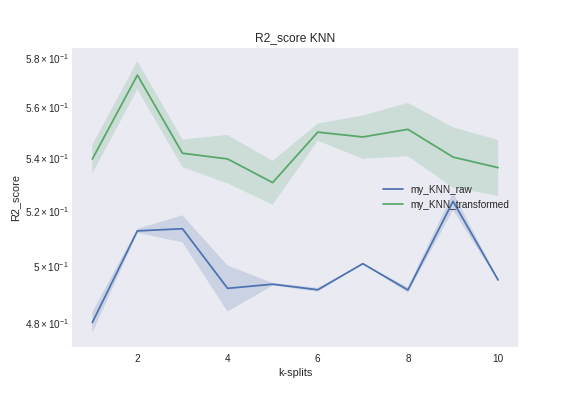 R2_score KNN
5.8 × 10⁻¹
5.6 × 10⁻¹
5.4 × 10⁻¹
5.2 × 10⁻¹
5 × 10⁻¹
4.8 × 10⁻¹
R2_score
my_KNN_raw
my_KNN_transformed
2 4 6 8 10
k-splits